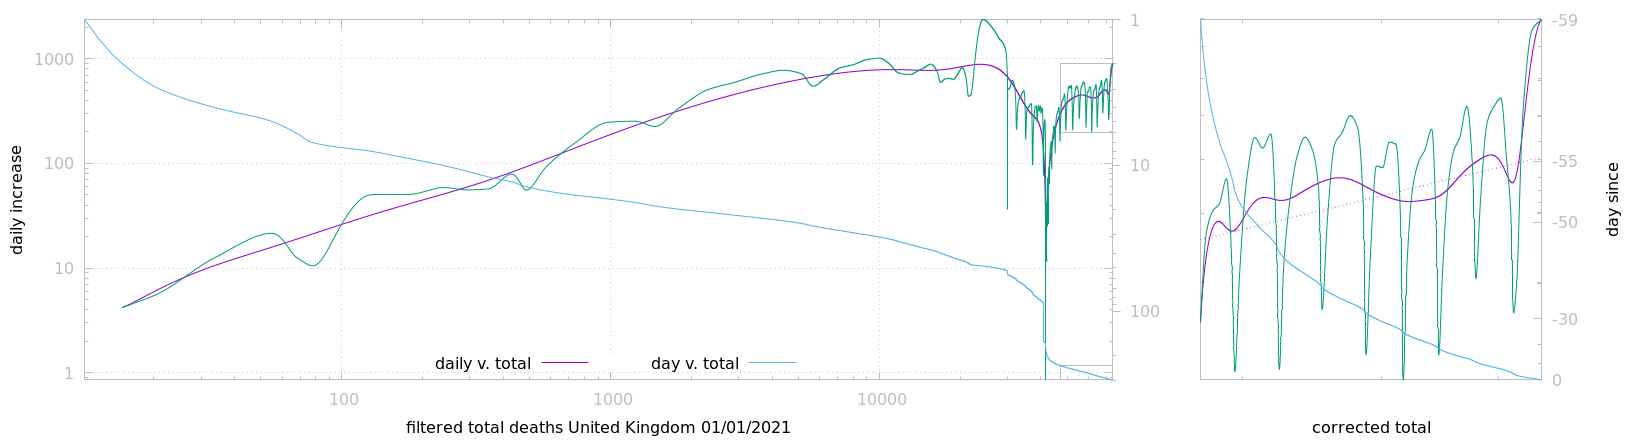 1000
100
10
1
daily increase
daily v. total
day v. total
100
1000
10000
filtered total deaths United Kingdom 01/01/2021
1
10
100
-59
-55
-50
-30
0
day since
corrected total